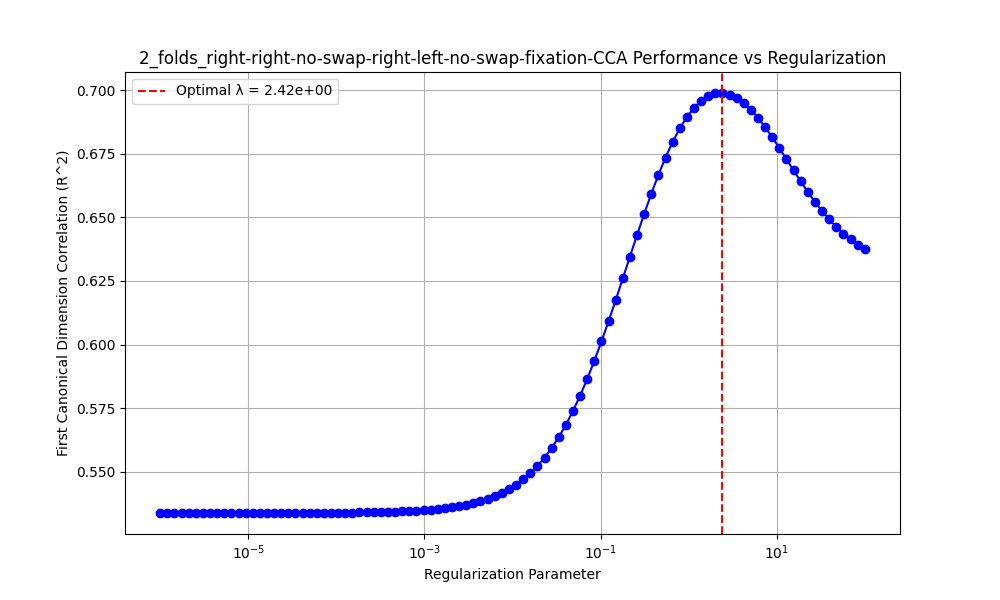 2_folds_right-right-no-swap-right-left-no-swap-fixation-CCA Performance vs Regularization
Optimal λ = 2.42e+00
First Canonical Dimension Correlation (R^2)
0.700
0.675
0.650
0.625
0.600
0.575
0.550
10⁻⁵ 10⁻³ 10⁻¹ 10¹
Regularization Parameter